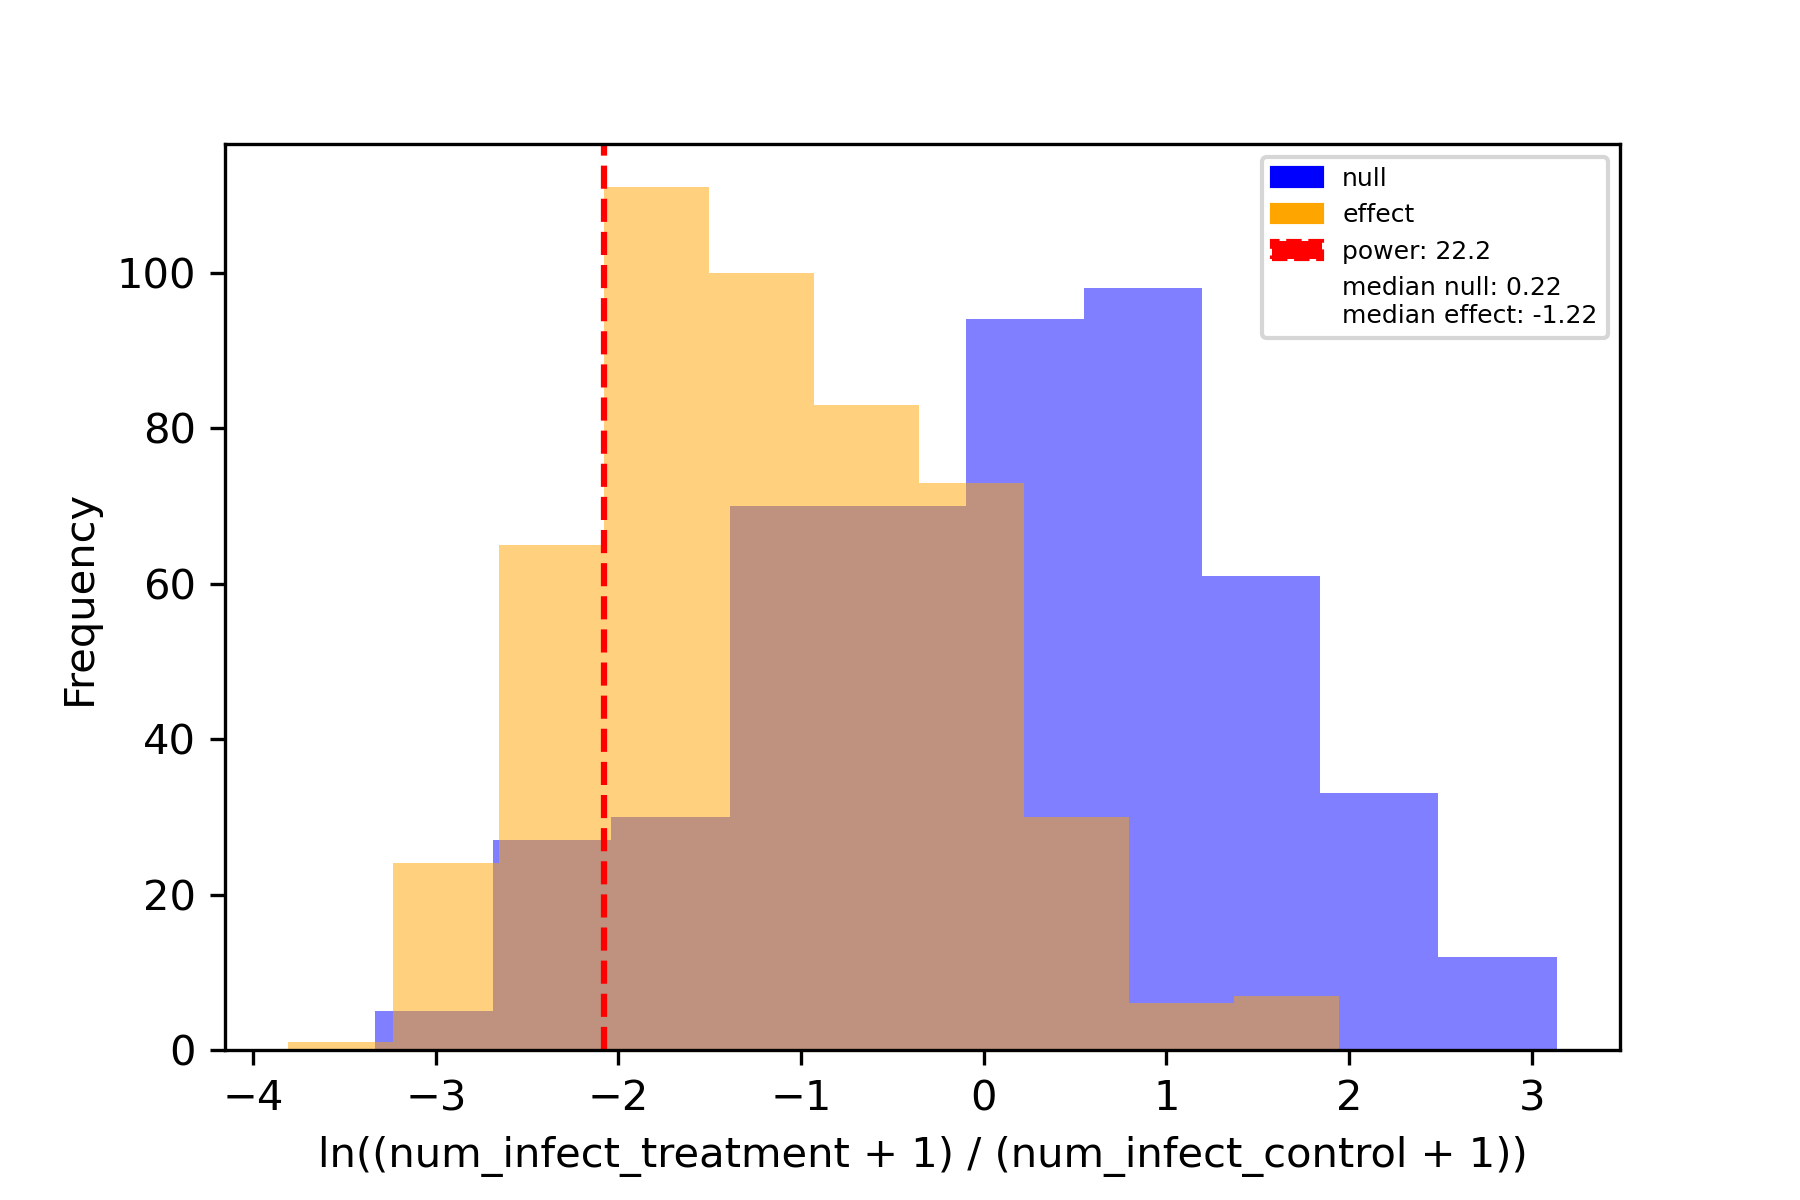 null
effect
power: 22.2
median null: 0.22
median effect: -1.22
Frequency
100
80
60
40
20
0
−4 −3 −2 −1 0 1 2 3
ln((num_infect_treatment + 1) / (num_infect_control + 1))